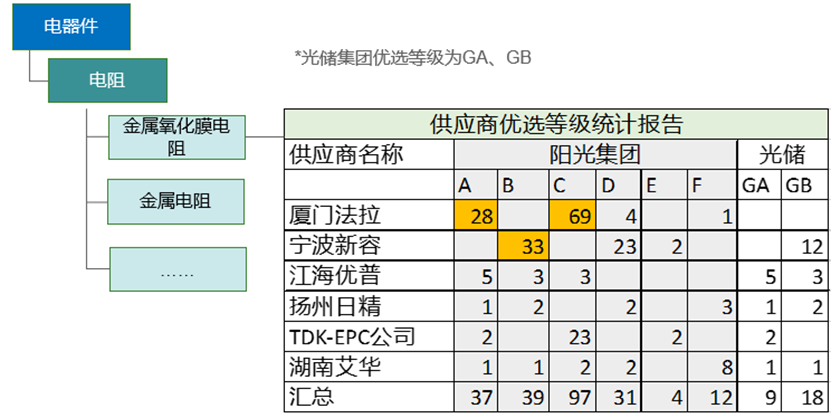 电器件
*光储集团优选等级为GA、GB
电阻
金属氧化膜电
阻
金属电阻
……
供应商优选等级统计报告
供应商名称 阳光集团 光储
A B C D E F GA GB
厦门法拉 28 69 4 1
宁波新容 33 23 2 12
江海优普 5 3 3 5 3
扬州日精 1 2 2 3 1 2
TDK-EPC公司 2 23 2 2
湖南艾华 1 1 2 2 8 1 1
汇总 37 39 97 31 4 12 9 18